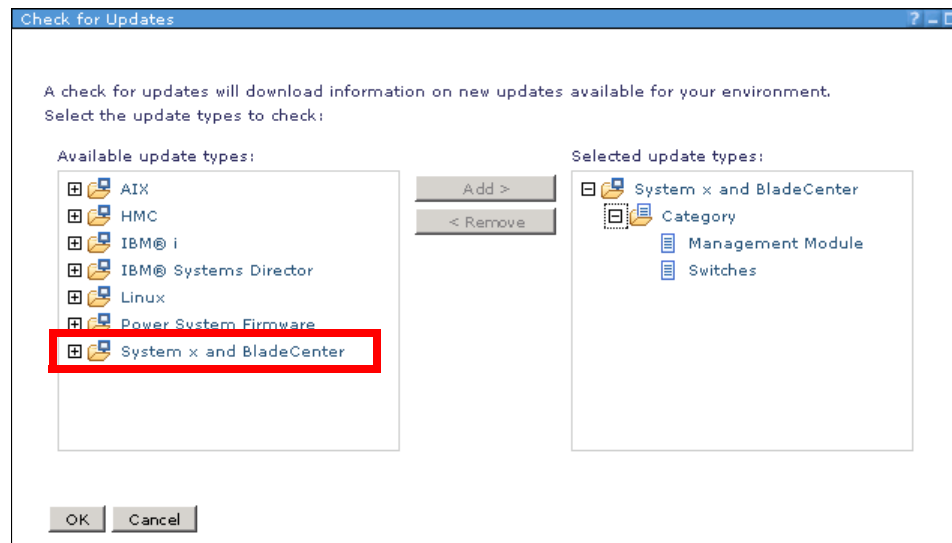 Check for Updates
?
A check for updates will download information on new updates available for your environment.
Select the update types to check:
Available update types:
AIX
HMC
IBM® i
IBM® Systems Director
Linux
Power System Firmware
System x and BladeCenter
Add >
< Remove
Selected update types:
System x and BladeCenter
Category
Management Module
Switches
OK
Cancel